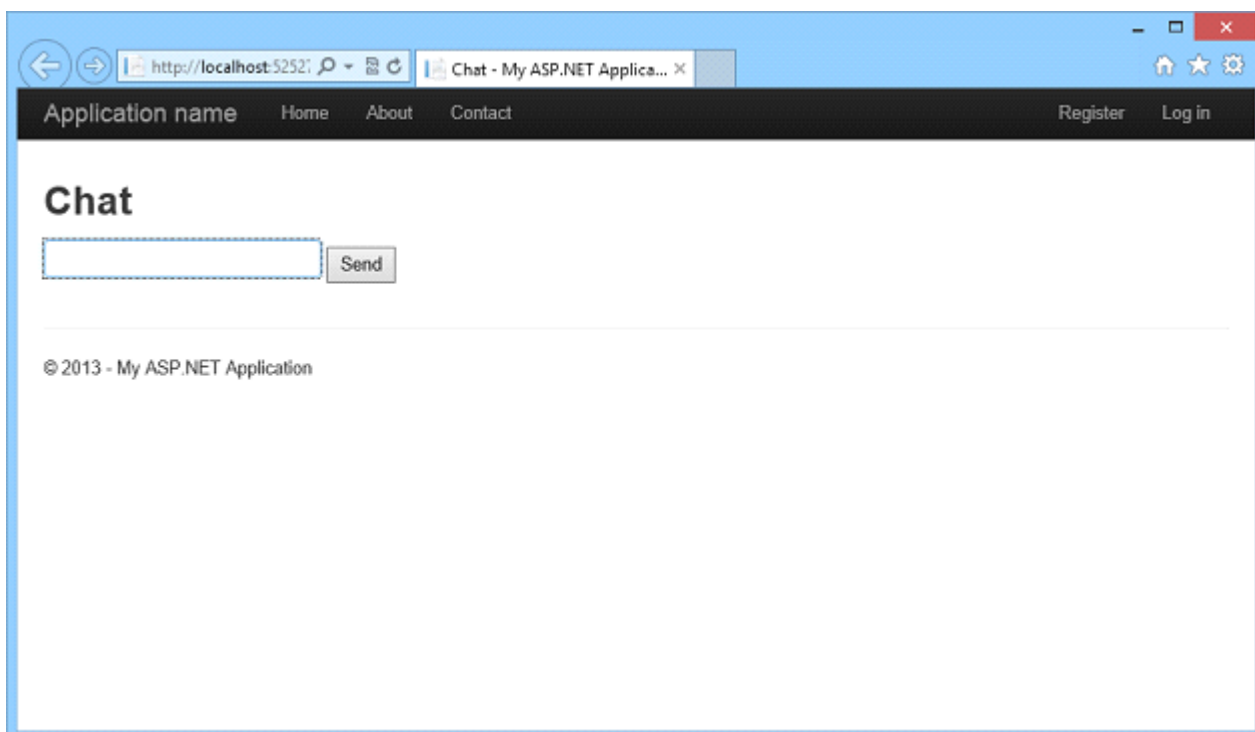 http://localhost:52527
Chat - My ASP.NET Applica...
Application name Home About Contact Register Log in
Chat
Send
© 2013 - My ASP.NET Application